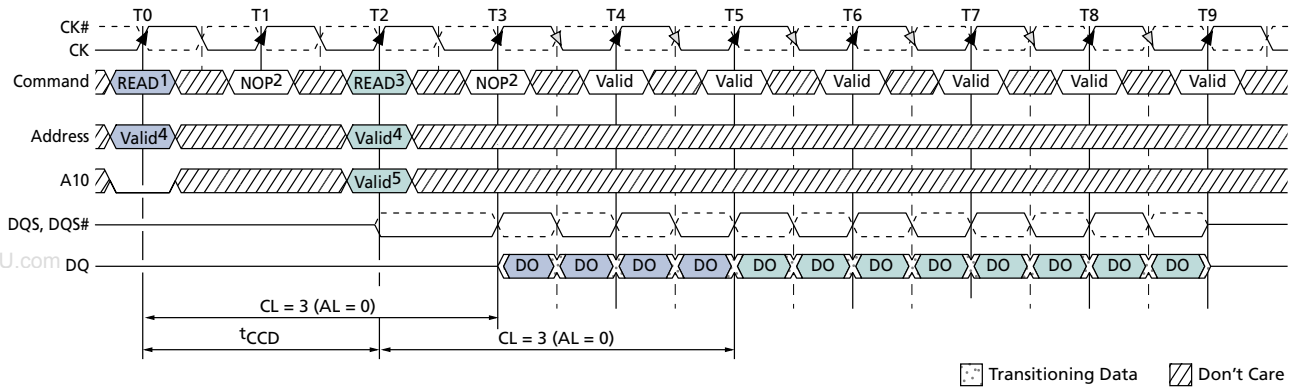 T0 T1 T2 T3 T4 T5 T6 T7 T8 T9
CK#
CK
Command READ1 NOP2 READ3 NOP2 Valid Valid Valid Valid Valid Valid
Address Valid4 Valid4
A10 Valid5
DQS, DQS#
U.com DQ DO DO DO DO DO DO DO DO DO DO DO DO
CL = 3 (AL = 0)
tCCD CL = 3 (AL = 0)
Transitioning Data Don't Care